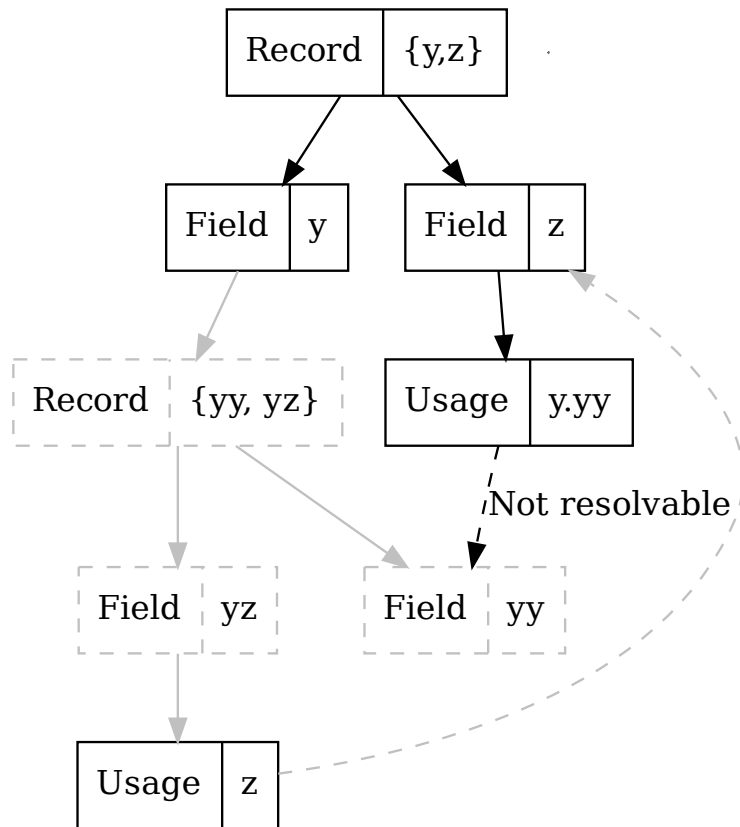 Record {y,z}
Field y
Field z
Record {yy, yz}
Usage y.yy
Not resolvable
Field yz
Field yy
Usage z